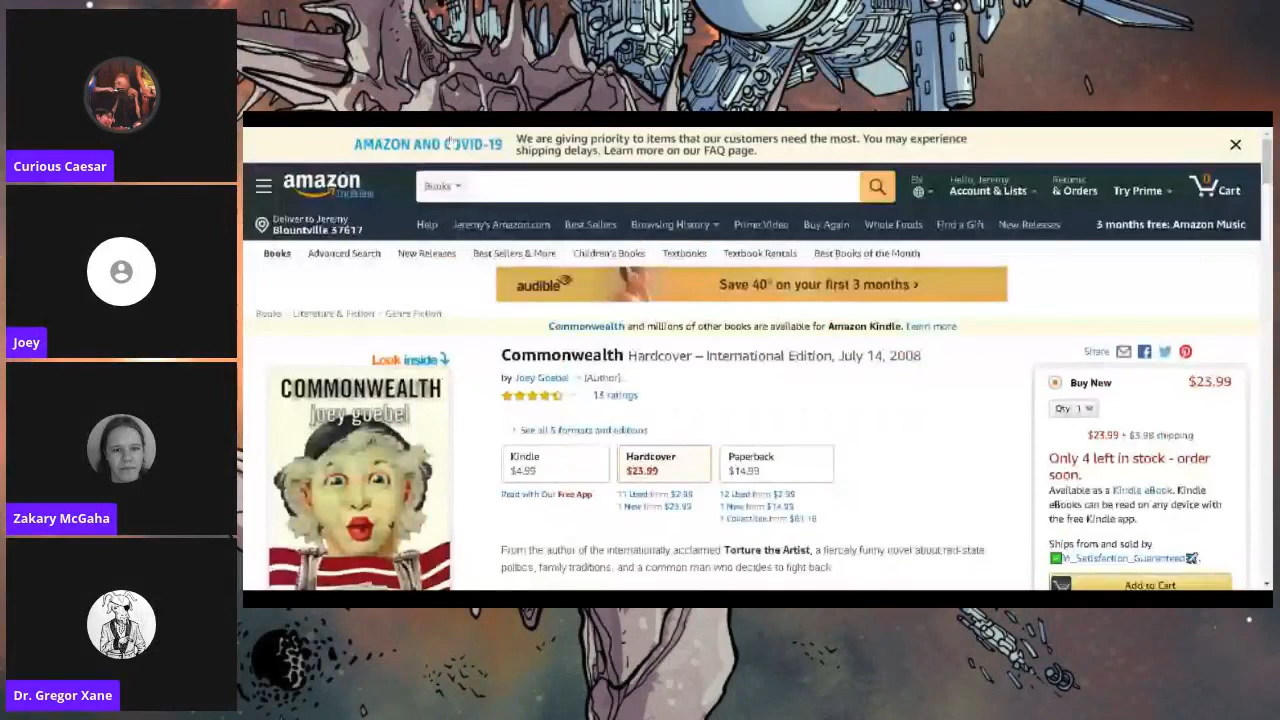 Curious Caesar
Joey
Zakary McGaha
Dr. Gregor Xane
AMAZON AND COVID-19
We are giving priority to items that our customers need the most. You may experience
shipping delays. Learn more on our FAQ page.
amazon
Try Prime
Books
EN
Hello, Jeremy
Account & Lists
Returns
& Orders
Try Prime
0
Cart
Deliver to Jeremy
Blountville 37617
Help
Jeremy's Amazon.com
Best Sellers
Browsing History
Prime Video
Buy Again
Whole Foods
Find a Gift
New Releases
3 months free: Amazon Music
Books
Advanced Search
New Releases
Best Sellers & More
Children's Books
Textbooks
Textbook Rentals
Best Books of the Month
audible
Save 40% on your first 3 months ›
Books › Literature & Fiction › Genre Fiction
Commonwealth and millions of other books are available for Amazon Kindle. Learn more
Look inside
COMMONWEALTH
joey goebel
Commonwealth Hardcover – International Edition, July 14, 2008
by Joey Goebel (Author)
13 ratings
See all 5 formats and editions
Kindle
$4.99
Hardcover
$23.99
Paperback
$14.99
Read with Our Free App
11 Used from $2.99
1 New from $23.99
12 Used from $2.99
1 New from $14.99
From the author of the internationally acclaimed Torture the Artist, a fiercely funny novel about red-state
politics, family traditions, and a common man who decides to fight back
Share
Buy New
$23.99
Qty: 1
$23.99 + $3.98 shipping
Only 4 left in stock - order
soon.
Available as a Kindle eBook. Kindle
eBooks can be read on any device with
the free Kindle app.
Ships from and sold by
Satisfaction_Guaranteed
Add to Cart